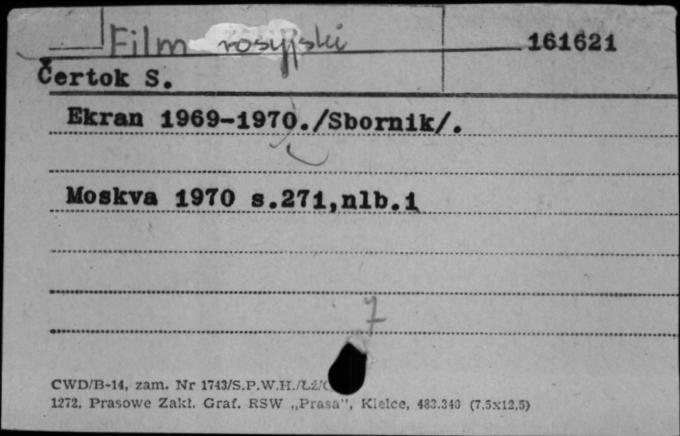 Film rosyjski 161621
Čertok S.
Ekran 1969-1970./Sbornik/.
Moskva 1970 s.271,nlb.1
7
CWD/B-14, zam. Nr 1743/S.P.W.H./Łź/
1272. Prasowe Zakł. Graf. RSW „Prasa", Kielce, 483.340 (7,5x12,5)